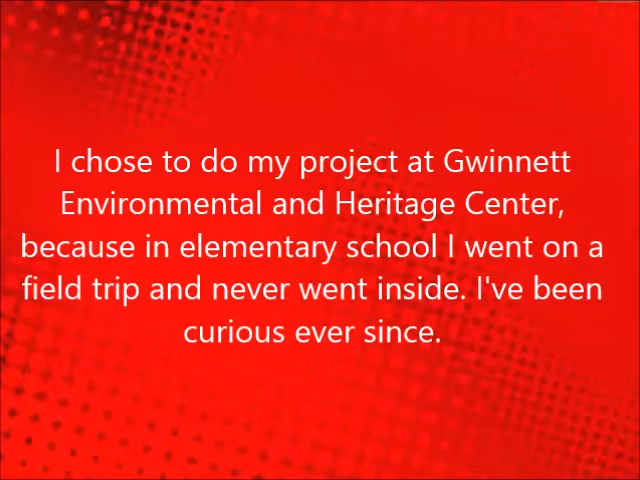 I chose to do my project at Gwinnett
Environmental and Heritage Center,
because in elementary school I went on a
field trip and never went inside. I've been
curious ever since.